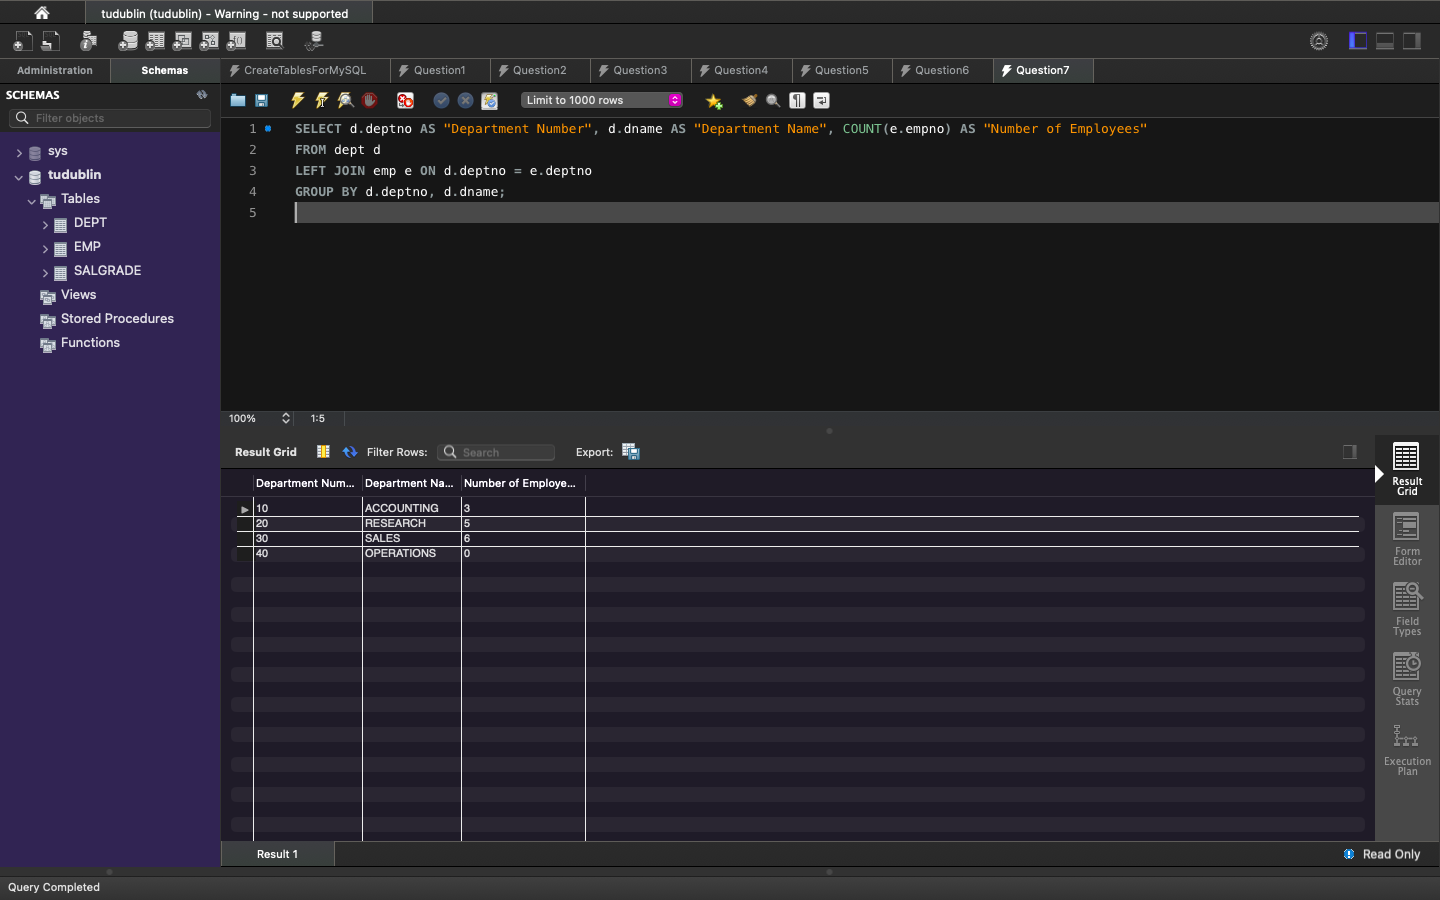 tudublin (tudublin) - Warning - not supported
Administration
Schemas
CreateTablesForMySQL
Question1
Question2
Question3
Question4
Question5
Question6
Question7
SCHEMAS
Filter objects
sys
tudublin
Tables
DEPT
EMP
SALGRADE
Views
Stored Procedures
Functions
Limit to 1000 rows
1 SELECT d.deptno AS "Department Number", d.dname AS "Department Name", COUNT(e.empno) AS "Number of Employees"
2 FROM dept d
3 LEFT JOIN emp e ON d.deptno = e.deptno
4 GROUP BY d.deptno, d.dname;
5
100% 1:5
Result Grid Filter Rows: Search Export:
Department Num... Department Na... Number of Employe...
10 ACCOUNTING 3
20 RESEARCH 5
30 SALES 6
40 OPERATIONS 0
Result
Grid
Form
Editor
Field
Types
Query
Stats
Execution
Plan
Result 1
Read Only
Query Completed